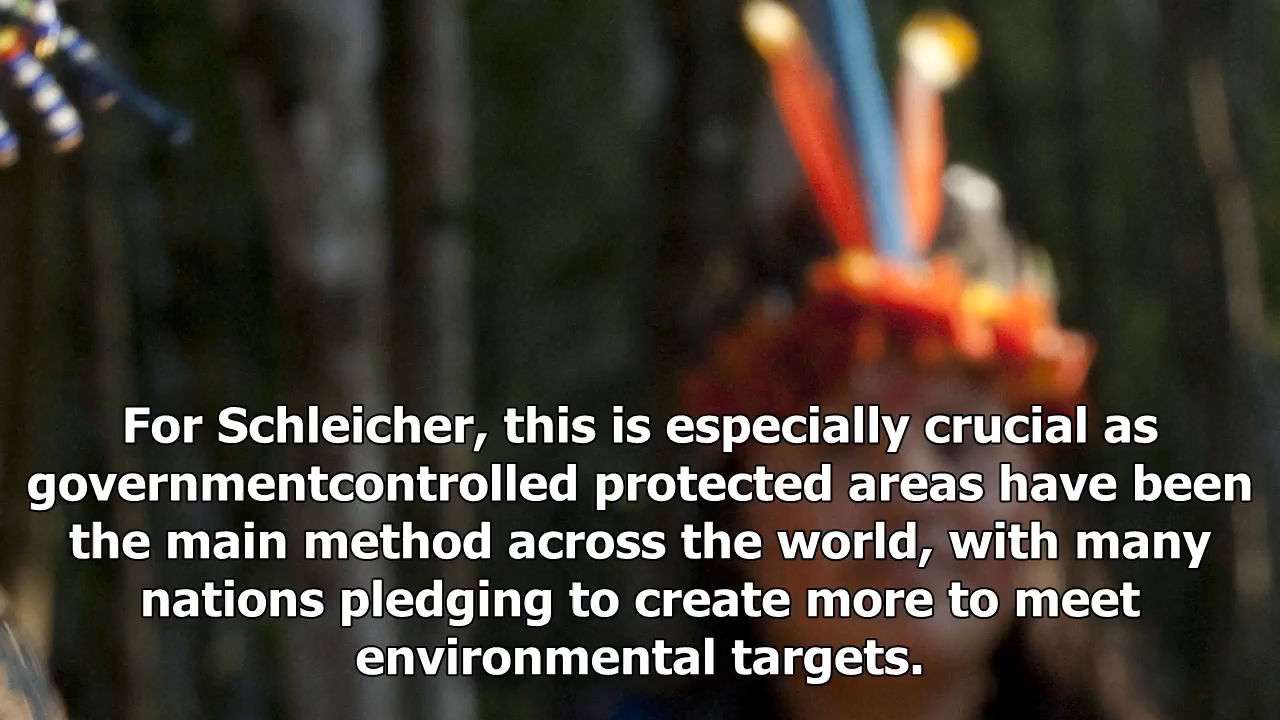 For Schleicher, this is especially crucial as
governmentcontrolled protected areas have been
the main method across the world, with many
nations pledging to create more to meet
environmental targets.